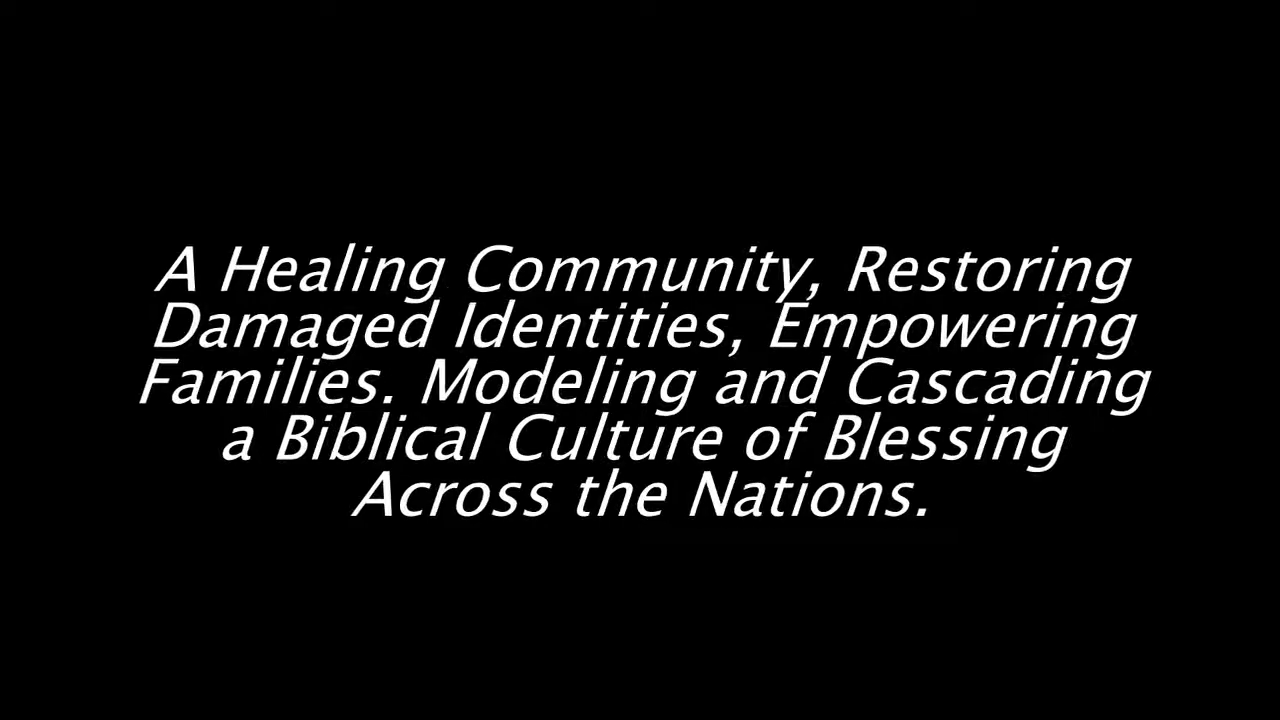 A Healing Community, Restoring
Damaged Identities, Empowering
Families. Modeling and Cascading
a Biblical Culture of Blessing
Across the Nations.